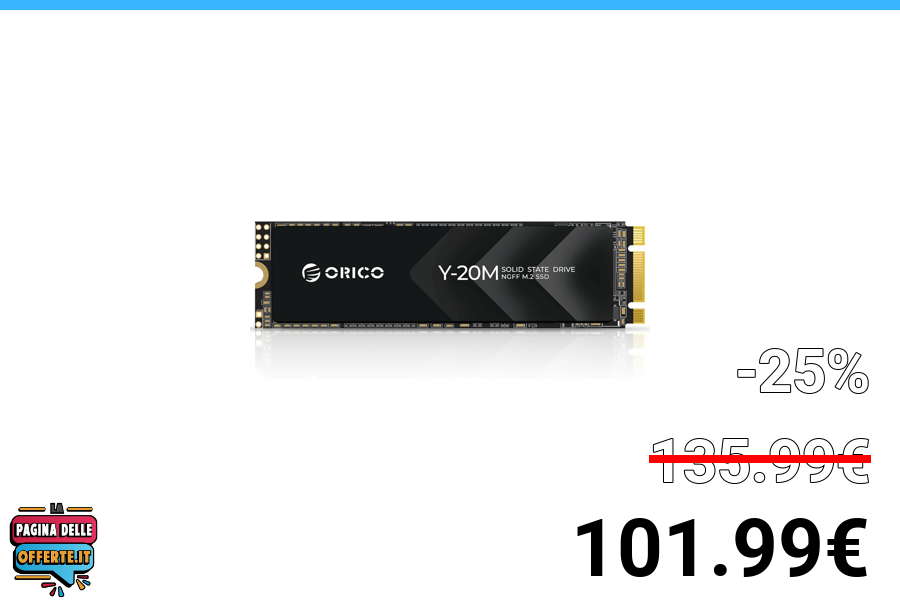 ORICO
Y-20M
SOLID STATE DRIVE
NGFF M.2 SSD
-25%
135.99€
101.99€
LA
PAGINA DELLE
OFFERTE.IT